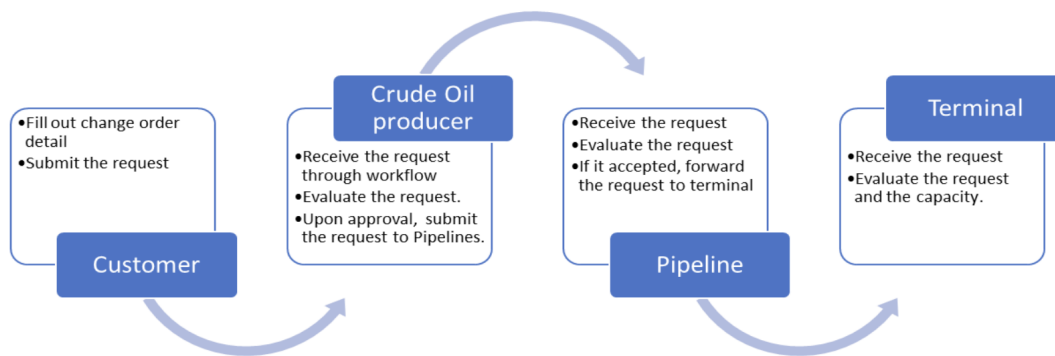 •Fill out change order
detail
•Submit the request
Customer
Crude Oil
producer
•Receive the request
through workflow
•Evaluate the request.
•Upon approval, submit
the request to Pipelines.
•Receive the request
•Evaluate the request
•If it accepted, forward
the request to terminal
Pipeline
Terminal
•Receive the request
•Evaluate the request
and the capacity.